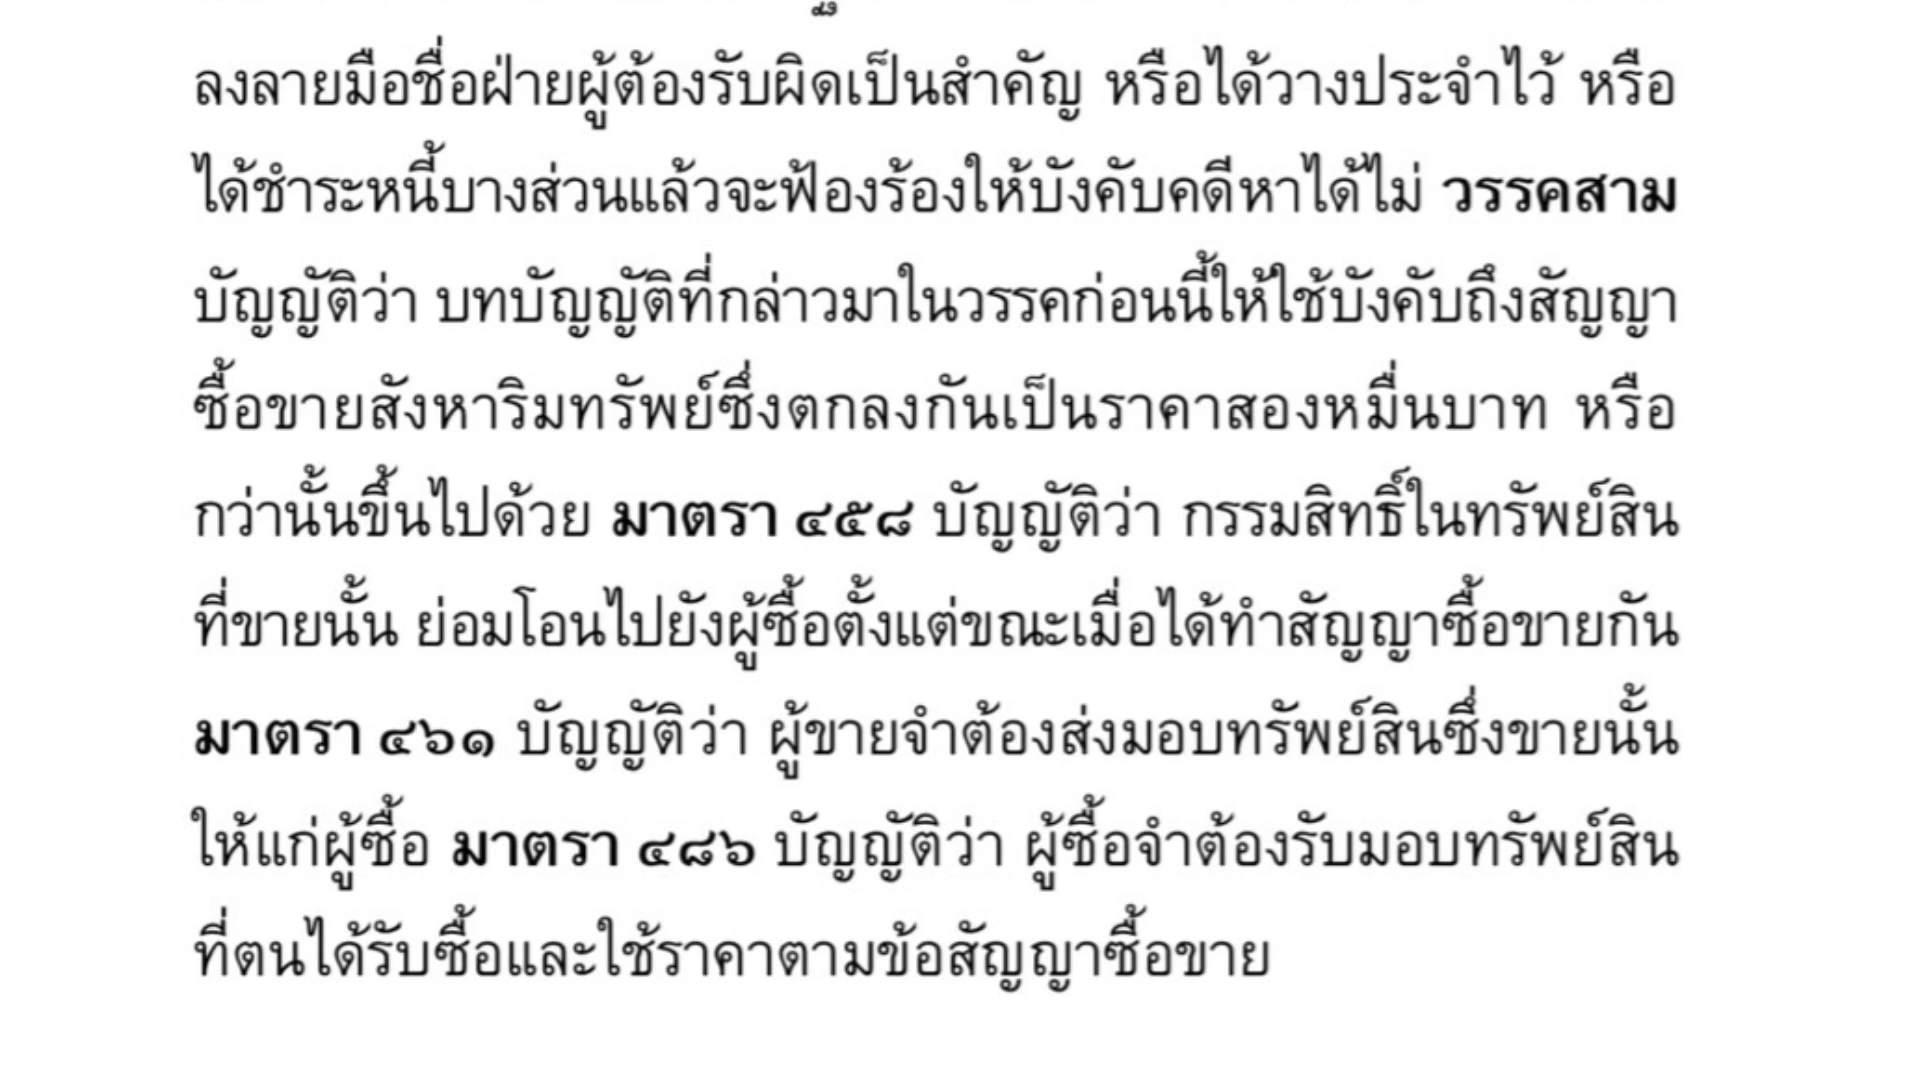 ลงลายมือชื่อฝ่ายผู้ต้องรับผิดเป็นสำคัญ หรือได้วางประจำไว้ หรือ
ได้ชำระหนี้บางส่วนแล้วจะฟ้องร้องให้บังคับคดีหาได้ไม่ วรรคสาม
บัญญัติว่า บทบัญญัติที่กล่าวมาในวรรคก่อนนี้ให้ใช้บังคับถึงสัญญา
ซื้อขายสังหาริมทรัพย์ซึ่งตกลงกันเป็นราคาสองหมื่นบาท หรือ
กว่านั้นขึ้นไปด้วย มาตรา ๔๕๘ บัญญัติว่า กรรมสิทธิ์ในทรัพย์สิน
ที่ขายนั้น ย่อมโอนไปยังผู้ซื้อตั้งแต่ขณะเมื่อได้ทำสัญญาซื้อขายกัน
มาตรา ๔๖๑ บัญญัติว่า ผู้ขายจำต้องส่งมอบทรัพย์สินซึ่งขายนั้น
ให้แก่ผู้ซื้อ มาตรา ๔๘๖ บัญญัติว่า ผู้ซื้อจำต้องรับมอบทรัพย์สิน
ที่ตนได้รับซื้อและใช้ราคาตามข้อสัญญาซื้อขาย